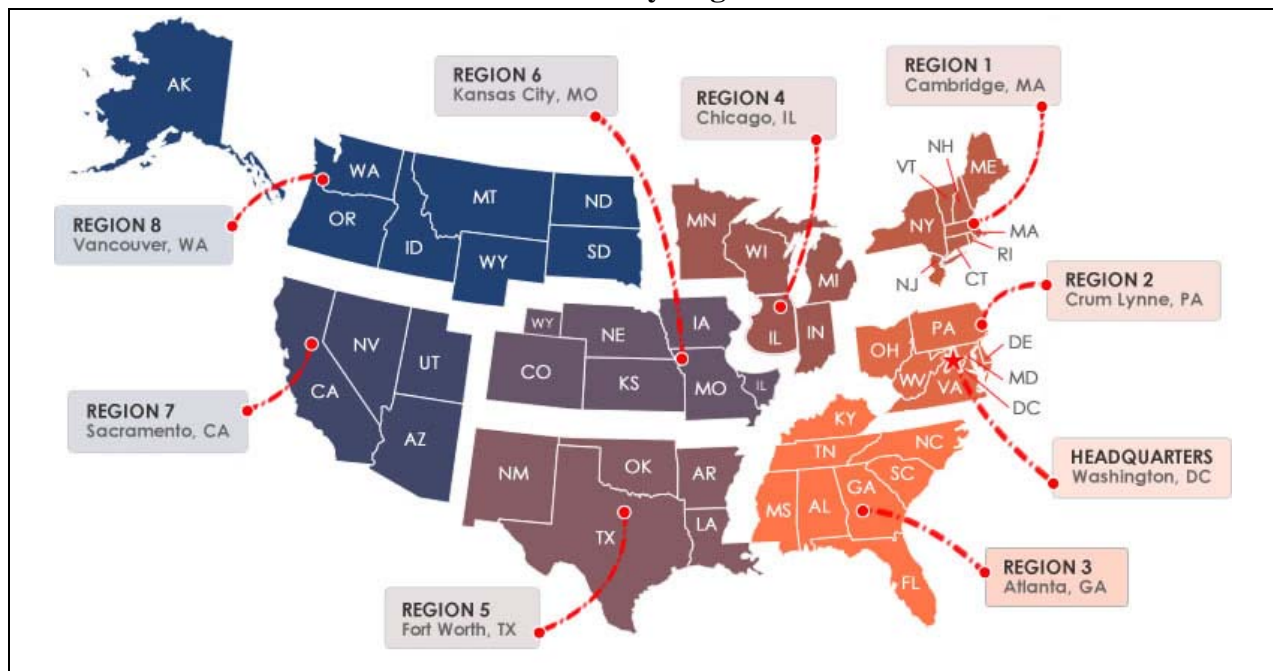 AK
REGION 6
Kansas City, MO
REGION 4
Chicago, IL
REGION 1
Cambridge, MA
WA
MT
ND
OR
ID
WY
SD
REGION 8
Vancouver, WA
MN
WI
MI
IL
IN
NH
VT
ME
NY
MA
RI
CT
NJ
REGION 2
Crum Lynne, PA
PA
OH
WV
VA
DE
MD
DC
CA
NV
UT
AZ
REGION 7
Sacramento, CA
WY
NE
IA
CO
KS
MO
IL
HEADQUARTERS
Washington, DC
NM
OK
AR
TX
LA
KY
TN
NC
SC
MS
AL
GA
FL
REGION 5
Fort Worth, TX
REGION 3
Atlanta, GA